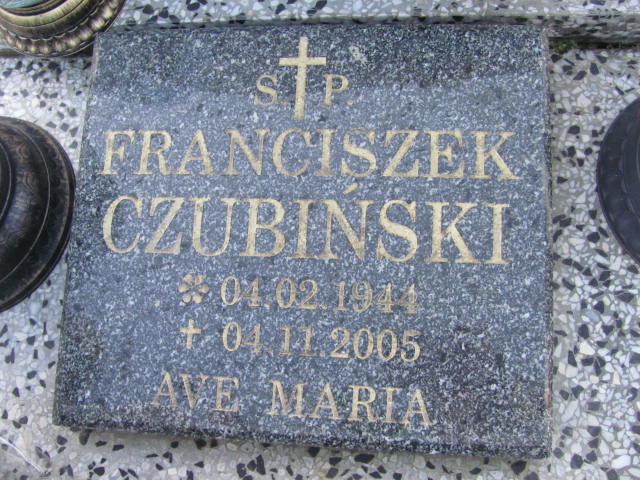 S. P.
FRANCISZEK
CZUBIŃSKI
* 04.02.1944
+ 04.11.2005
AVE MARIA